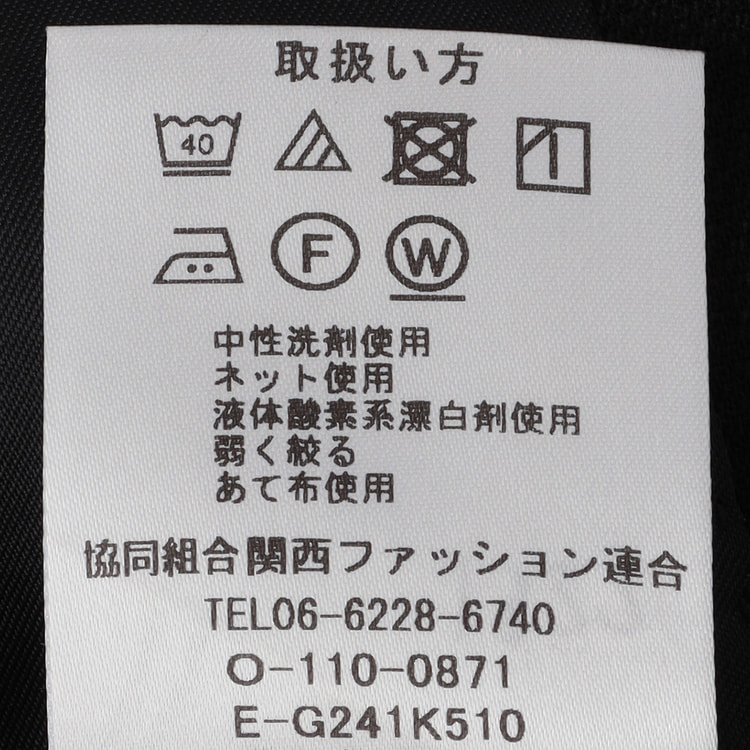 取扱い方
40
F W
中性洗剤使用
ネット使用
液体酸素系漂白剤使用
弱く絞る
あて布使用
協同組合関西ファッション連合
TEL06-6228-6740
O-110-0871
E-G241K510